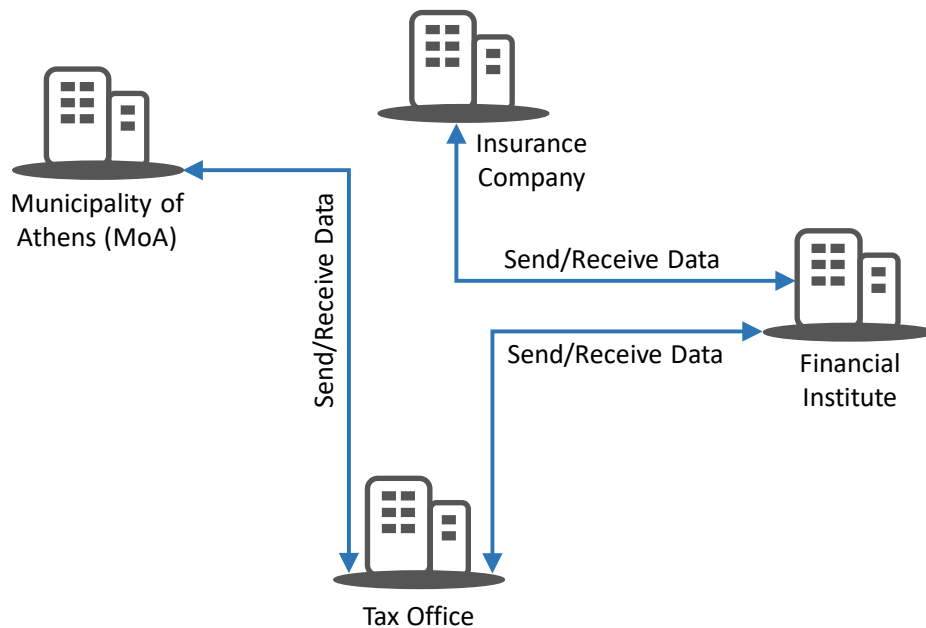 Insurance
Company
Municipality of
Athens (MoA)
Send/Receive Data
Send/Receive Data
Send/Receive Data
Financial
Institute
Tax Office